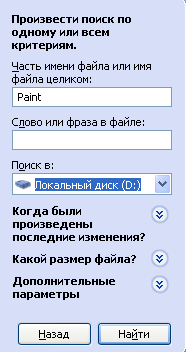 Произвести поиск по
одному или всем
критериям.
Часть имени файла или имя
файла целиком:
Paint
Слово или фраза в файле:
Поиск в:
Локальный диск (D:)
Когда были
произведены
последние изменения?
Какой размер файла?
Дополнительные
параметры
Назад
Найти